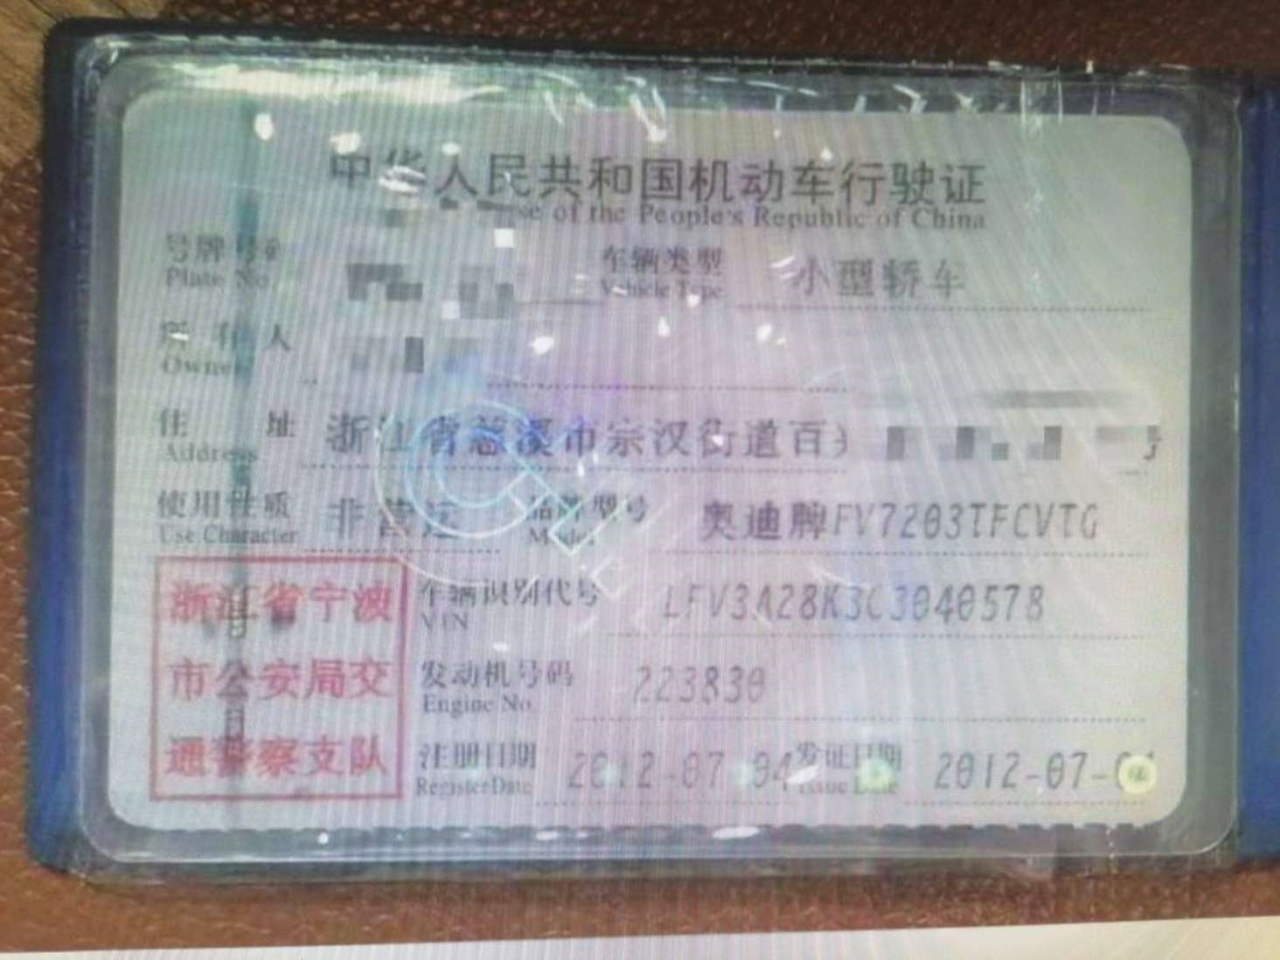 中华人民共和国机动车行驶证
se of the People's Republic of China
号牌号码 车辆类型 小型轿车
Plate No. Vehicle Type
所有人
Owner
住 址 浙江省慈溪市宗汉街道百
Address
使用性质 非营运 品牌型号 奥迪牌FV7203TFCVTG
Use Character Model
浙江省宁波 车辆识别代号 LFV3A28K3C3040578
VIN
市公安局交 发动机号码 223830
Engine No.
通警察支队 注册日期 2012-07-04 发证日期 2012-07-04
Register Date Issue Date